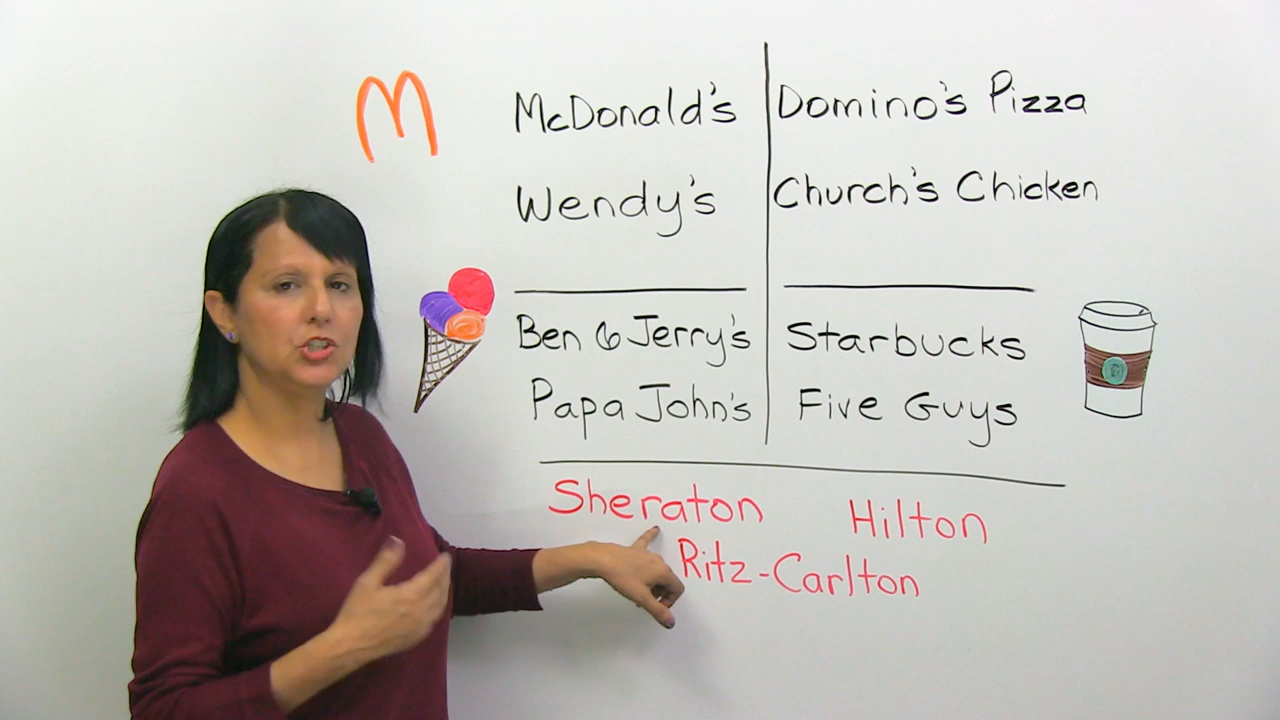 M
McDonald's
Wendy's
Domino's Pizza
Church's Chicken
Ben & Jerry's
Papa John's
Starbucks
Five Guys
Sheraton
Hilton
Ritz-Carlton